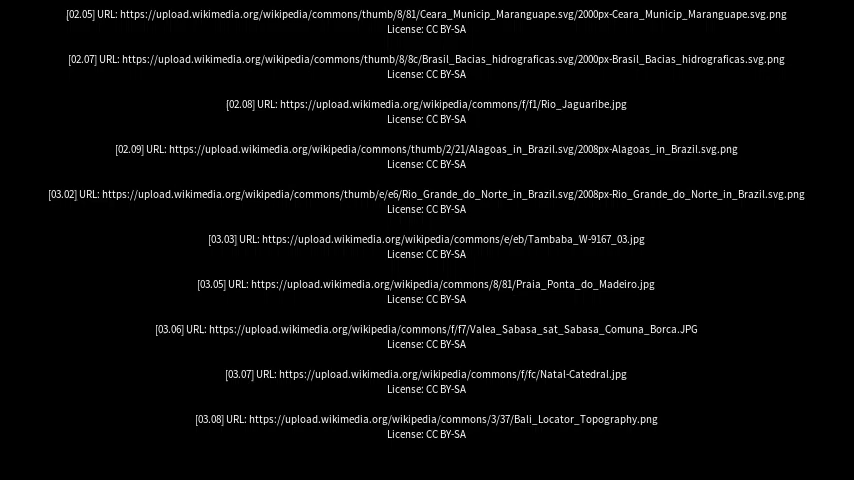 [02.05] URL: https://upload.wikimedia.org/wikipedia/commons/thumb/8/81/Ceara_Municip_Maranguape.svg/2000px-Ceara_Municip_Maranguape.svg.png
License: CC BY-SA
[02.07] URL: https://upload.wikimedia.org/wikipedia/commons/thumb/8/8c/Brasil_Bacias_hidrograficas.svg/2000px-Brasil_Bacias_hidrograficas.svg.png
License: CC BY-SA
[02.08] URL: https://upload.wikimedia.org/wikipedia/commons/f/f1/Rio_Jaguaribe.jpg
License: CC BY-SA
[02.09] URL: https://upload.wikimedia.org/wikipedia/commons/thumb/2/21/Alagoas_in_Brazil.svg/2008px-Alagoas_in_Brazil.svg.png
License: CC BY-SA
[03.02] URL: https://upload.wikimedia.org/wikipedia/commons/thumb/e/e6/Rio_Grande_do_Norte_in_Brazil.svg/2008px-Rio_Grande_do_Norte_in_Brazil.svg.png
License: CC BY-SA
[03.03] URL: https://upload.wikimedia.org/wikipedia/commons/e/eb/Tambaba_W-9167_03.jpg
License: CC BY-SA
[03.05] URL: https://upload.wikimedia.org/wikipedia/commons/8/81/Praia_Ponta_do_Madeiro.jpg
License: CC BY-SA
[03.06] URL: https://upload.wikimedia.org/wikipedia/commons/f/f7/Valea_Sabasa_sat_Sabasa_Comuna_Borca.JPG
License: CC BY-SA
[03.07] URL: https://upload.wikimedia.org/wikipedia/commons/f/fc/Natal-Catedral.jpg
License: CC BY-SA
[03.08] URL: https://upload.wikimedia.org/wikipedia/commons/3/37/Bali_Locator_Topography.png
License: CC BY-SA